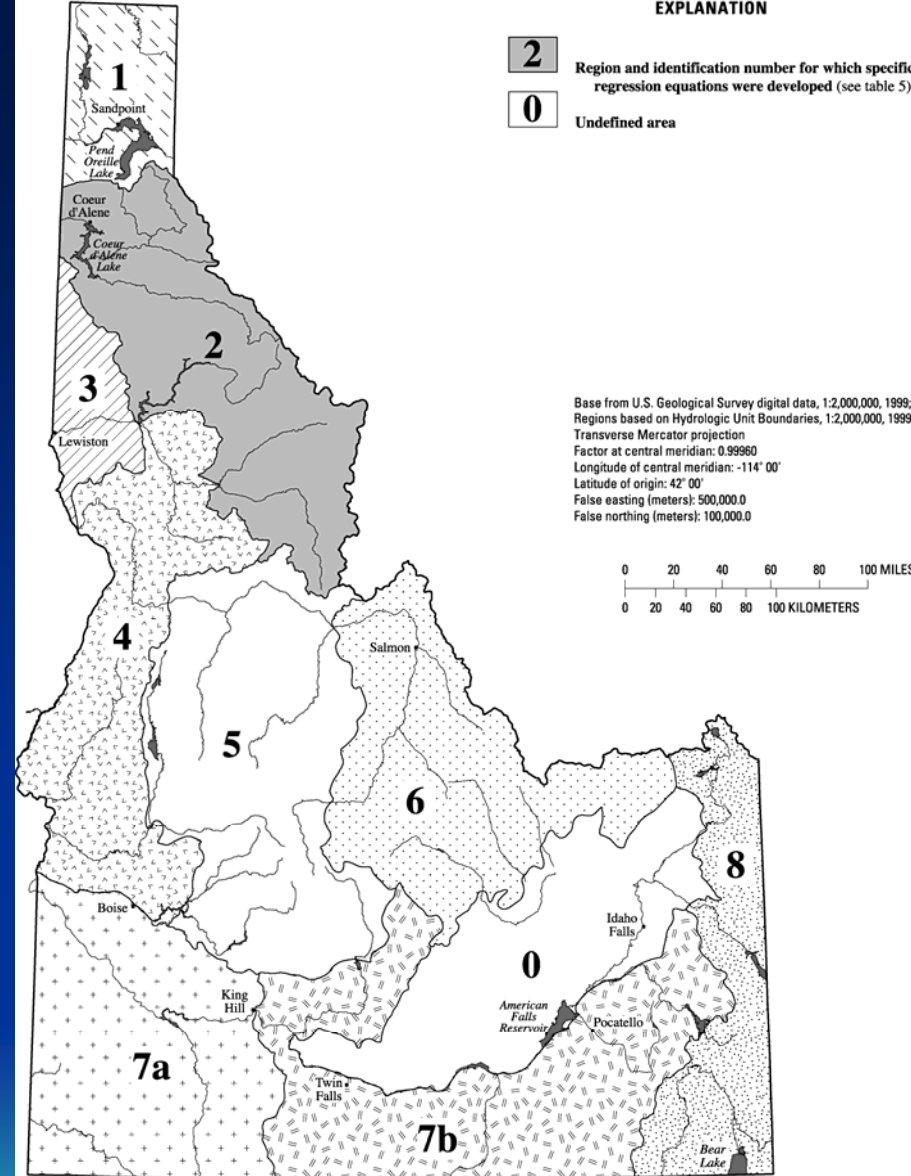 EXPLANATION
2
Region and identification number for which specific
regression equations were developed (see table 5)
0
Undefined area
1
Sandpoint
Pend
Oreille
Lake
Coeur
d'Alene
Coeur
d'Alene
Lake
2
3
Lewiston
Base from U.S. Geological Survey digital data, 1:2,000,000, 1999;
Regions based on Hydrologic Unit Boundaries, 1:2,000,000, 1999
Transverse Mercator projection
Factor at central meridian: 0.99960
Longitude of central meridian: -114° 00'
Latitude of origin: 42° 00'
False easting (meters): 500,000.0
False northing (meters): 100,000.0
0 20 40 60 80 100 MILES
0 20 40 60 80 100 KILOMETERS
4
Salmon
5
6
8
Boise
Idaho
Falls
0
King
Hill
American
Falls
Reservoir
Pocatello
7a
Twin
Falls
7b
Bear
Lake